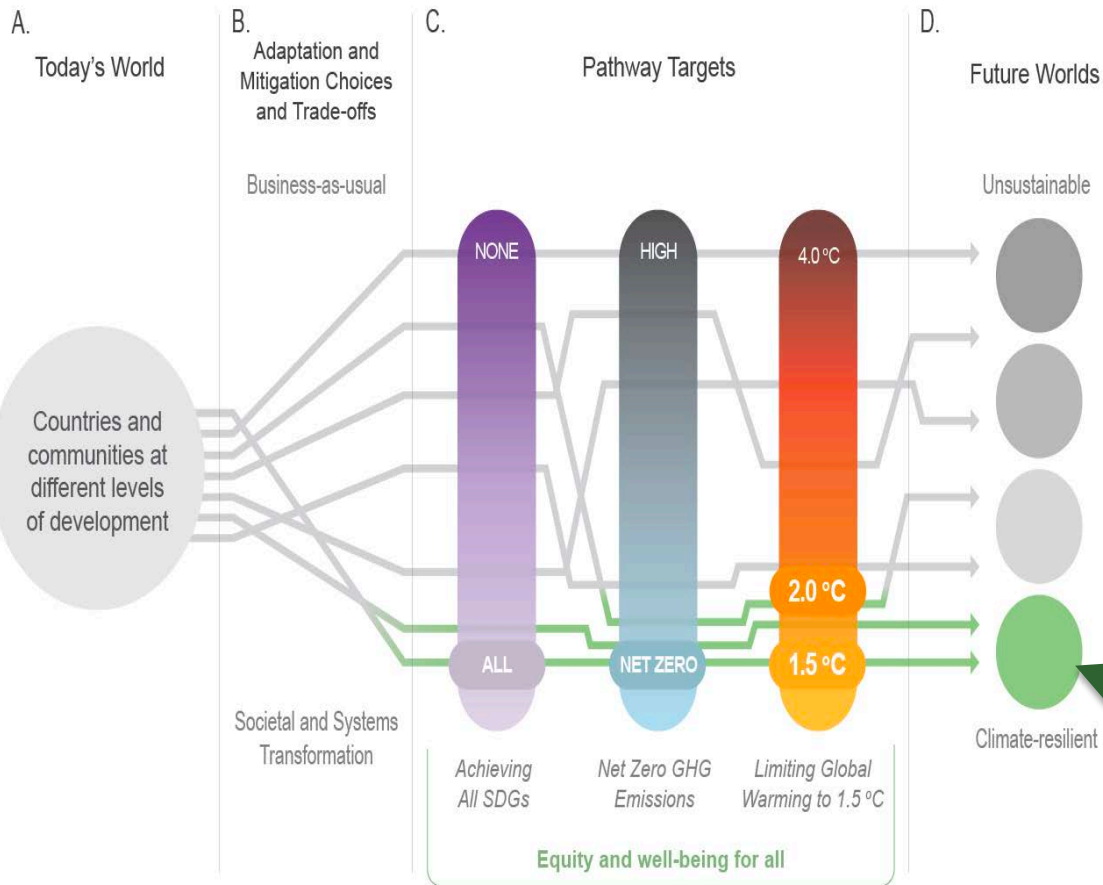 A.
Today's World
B.
Adaptation and
Mitigation Choices
and Trade-offs
C.
Pathway Targets
D.
Future Worlds
Business-as-usual
Unsustainable
NONE
HIGH
4.0 °C
Countries and
communities at
different levels
of development
2.0 °C
ALL
NET ZERO
1.5 °C
Societal and Systems
Transformation
Climate-resilient
Achieving
All SDGs
Net Zero GHG
Emissions
Limiting Global
Warming to 1.5 °C
Equity and well-being for all